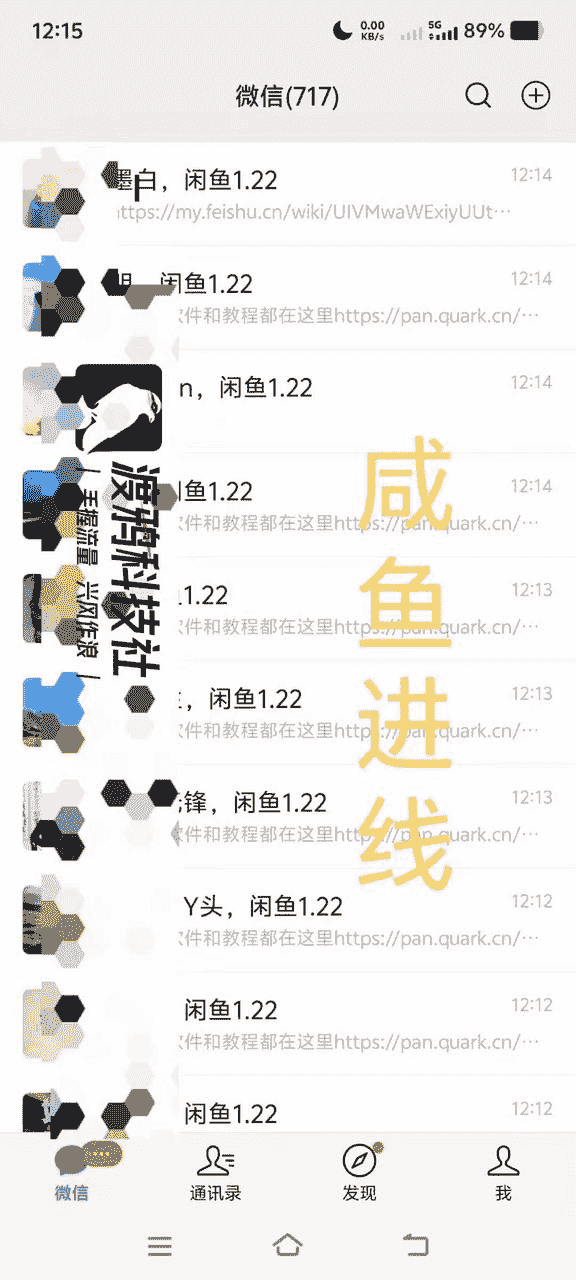 12:15
0.00 KB/s
5G
89%
微信(717)
墨白，闲鱼1.22
12:14
https://my.feishu.cn/wiki/UIVMwaWExiyUUt…
闲鱼1.22
12:14
件和教程都在这里https://pan.quark.cn/…
n，闲鱼1.22
12:14
鱼1.22
12:14
件和教程都在这里https://pan.quark.cn/…
1.22
12:13
件和教程都在这里https://pan.quark.cn/…
，闲鱼1.22
12:13
件和教程都在这里https://pan.quark.cn/…
锋，闲鱼1.22
12:13
件和教程都在这里https://pan.quark.cn/…
Y头，闲鱼1.22
12:12
件和教程都在这里https://pan.quark.cn/…
闲鱼1.22
12:12
件和教程都在这里https://pan.quark.cn/…
闲鱼1.22
12:12
渡鸦科技社
手握流量 兴风作浪
咸鱼进线
微信
通讯录
发现
我